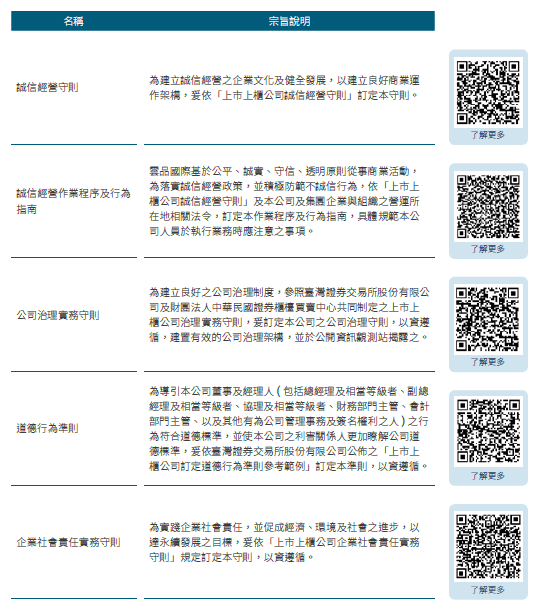 名稱
宗旨說明
誠信經營守則
為建立誠信經營之企業文化及健全發展，以建立良好商業運
作架構，爰依「上市上櫃公司誠信經營守則」訂定本守則。
了解更多
誠信經營作業程序及行為
指南
雲品國際基於公平、誠實、守信、透明原則從事商業活動，
為落實誠信經營政策，並積極防範不誠信行為，依「上市上
櫃公司誠信經營守則」及本公司及集團企業與組織之營運所
在地相關法令，訂定本作業程序及行為指南，具體規範本公
司人員於執行業務時應注意之事項。
了解更多
公司治理實務守則
為建立良好之公司治理制度，參照臺灣證券交易所股份有限公
司及財團法人中華民國證券櫃檯買賣中心共同制定之上市上
櫃公司治理實務守則，爰訂定本公司之公司治理守則，以資遵
循，建置有效的公司治理架構，並於公開資訊觀測站揭露之。
了解更多
道德行為準則
為導引本公司董事及經理人 ( 包括總經理及相當等級者、副總
經理及相當等級者、協理及相當等級者、財務部門主管、會計
部門主管、以及其他有為公司管理事務及簽名權利之人 ) 之行
為符合道德標準，並使本公司之利害關係人更加瞭解公司道
德標準，爰依臺灣證券交易所股份有限公司公佈之「上市上
櫃公司訂定道德行為準則參考範例」訂定本準則，以資遵循。
了解更多
企業社會責任實務守則
為實踐企業社會責任，並促成經濟、環境及社會之進步，以
達永續發展之目標，爰依「上市上櫃公司企業社會責任實務
守則」規定訂定本守則，以資遵循。
了解更多